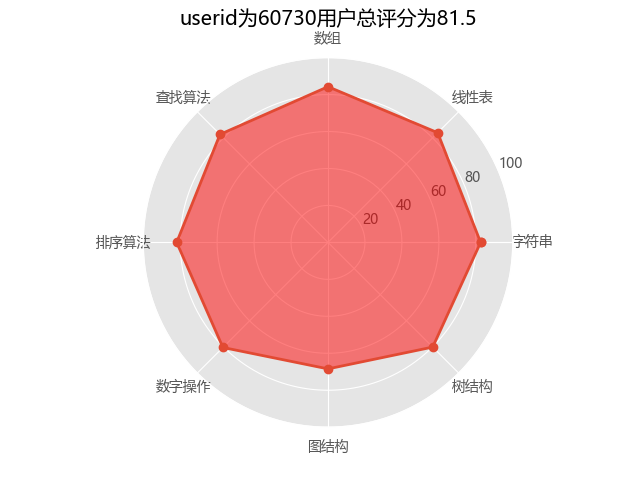 userid为60730用户总评分为81.5
数组
查找算法
线性表
100
80
60
40
20
排序算法
字符串
数字操作
树结构
图结构